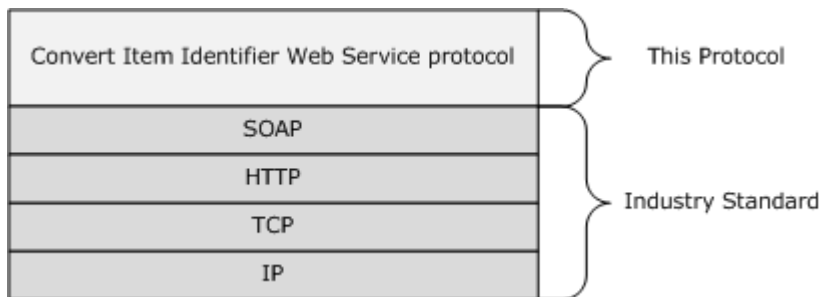 Convert Item Identifier Web Service protocol
This Protocol
SOAP
HTTP
TCP
IP
Industry Standard